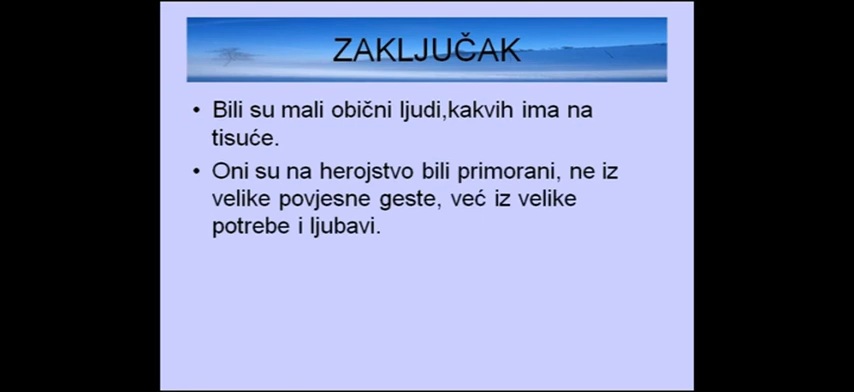 ZAKLJUČAK
• Bili su mali obični ljudi,kakvih ima na
tisuće.
• Oni su na herojstvo bili primorani, ne iz
velike povjesne geste, već iz velike
potrebe i ljubavi.